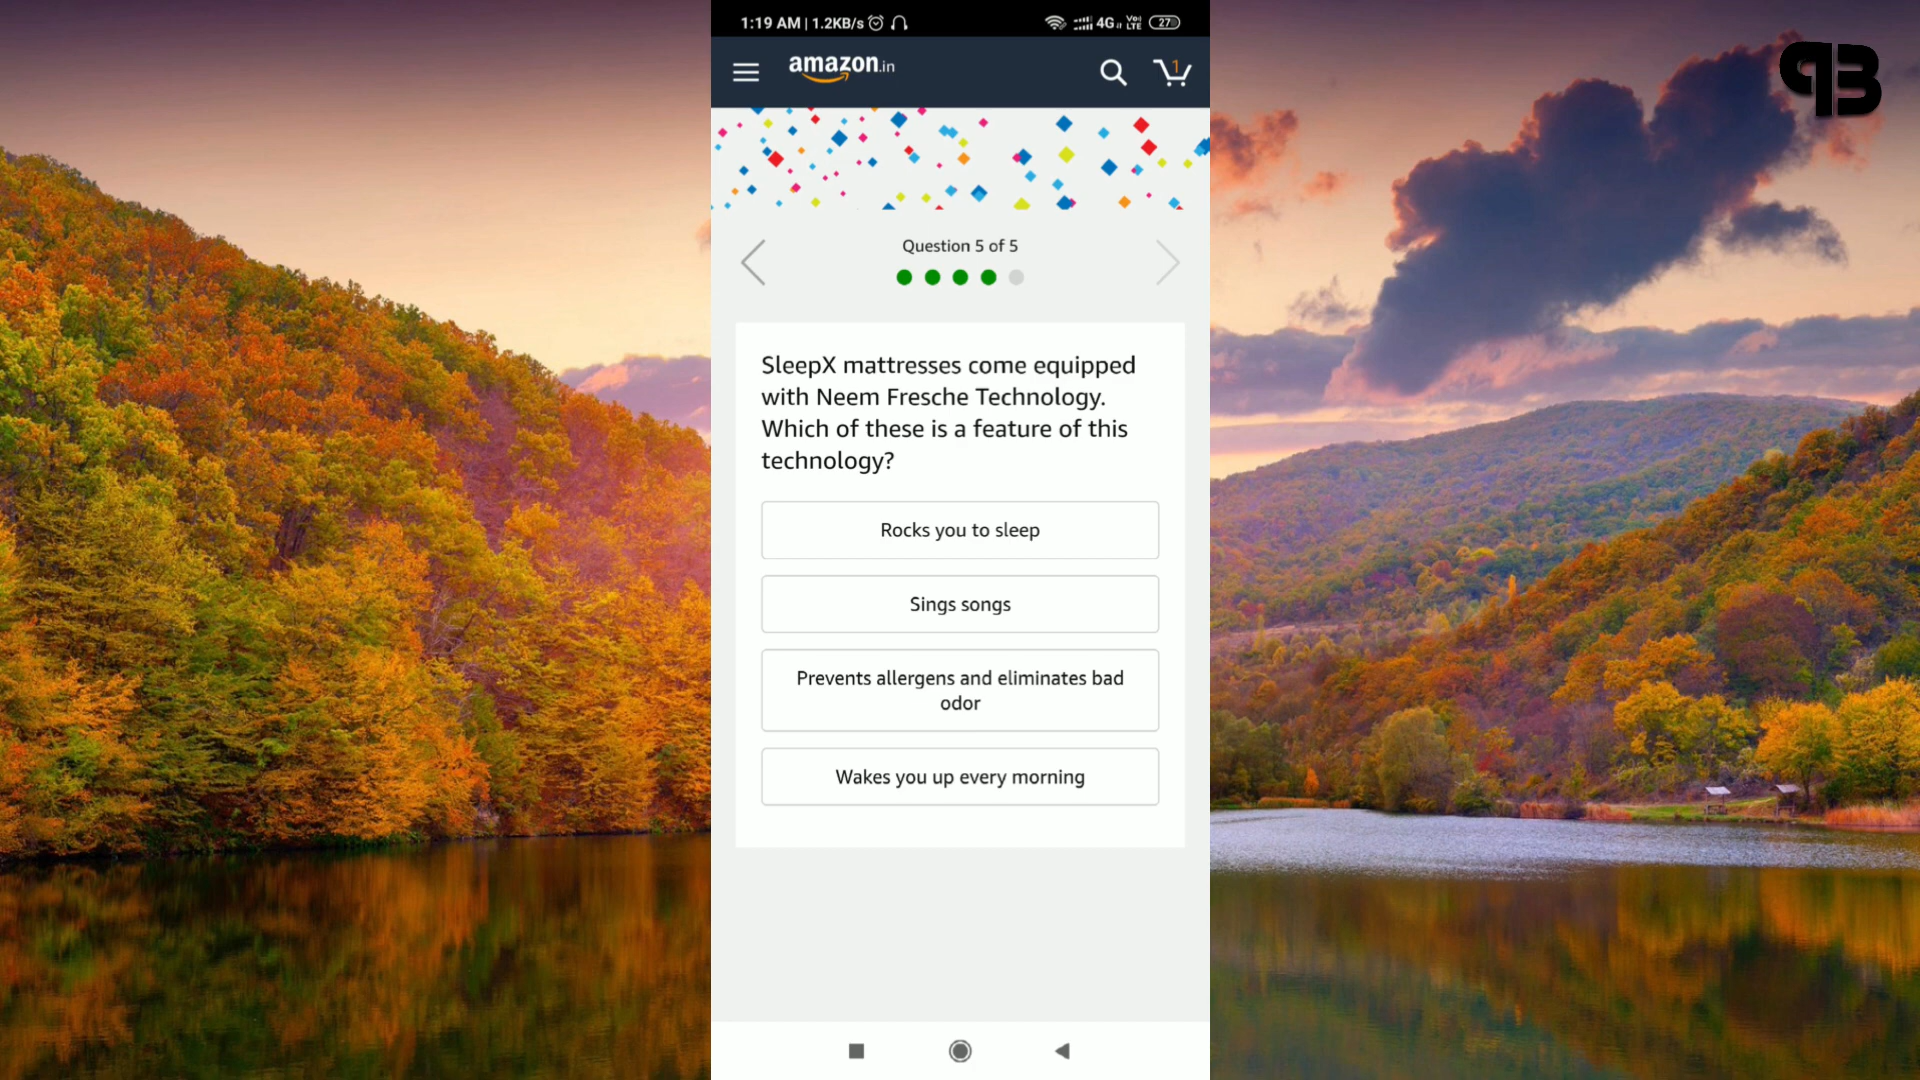 1:19 AM | 1.2KB/s 4G Vo) LTE 27
amazon.in
1
Question 5 of 5
SleepX mattresses come equipped
with Neem Fresche Technology.
Which of these is a feature of this
technology?
Rocks you to sleep
Sings songs
Prevents allergens and eliminates bad
odor
Wakes you up every morning